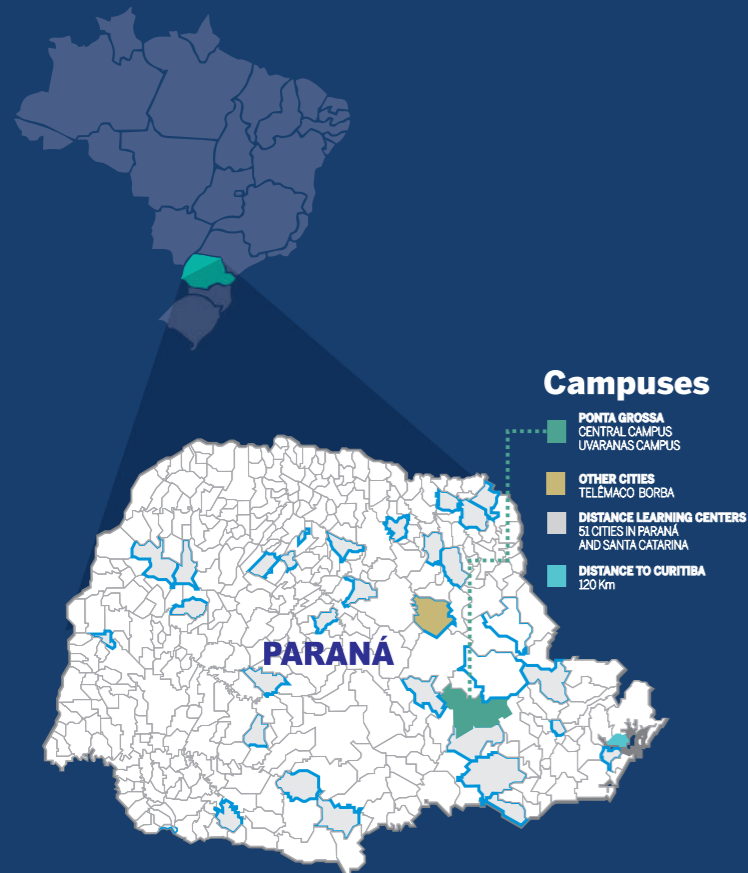 Campuses
PONTA GROSSA
CENTRAL CAMPUS
UVARANAS CAMPUS
OTHER CITIES
TELÊMACO BORBA
DISTANCE LEARNING CENTERS
51 CITIES IN PARANÁ
AND SANTA CATARINA
DISTANCE TO CURITIBA
120 Km
PARANÁ